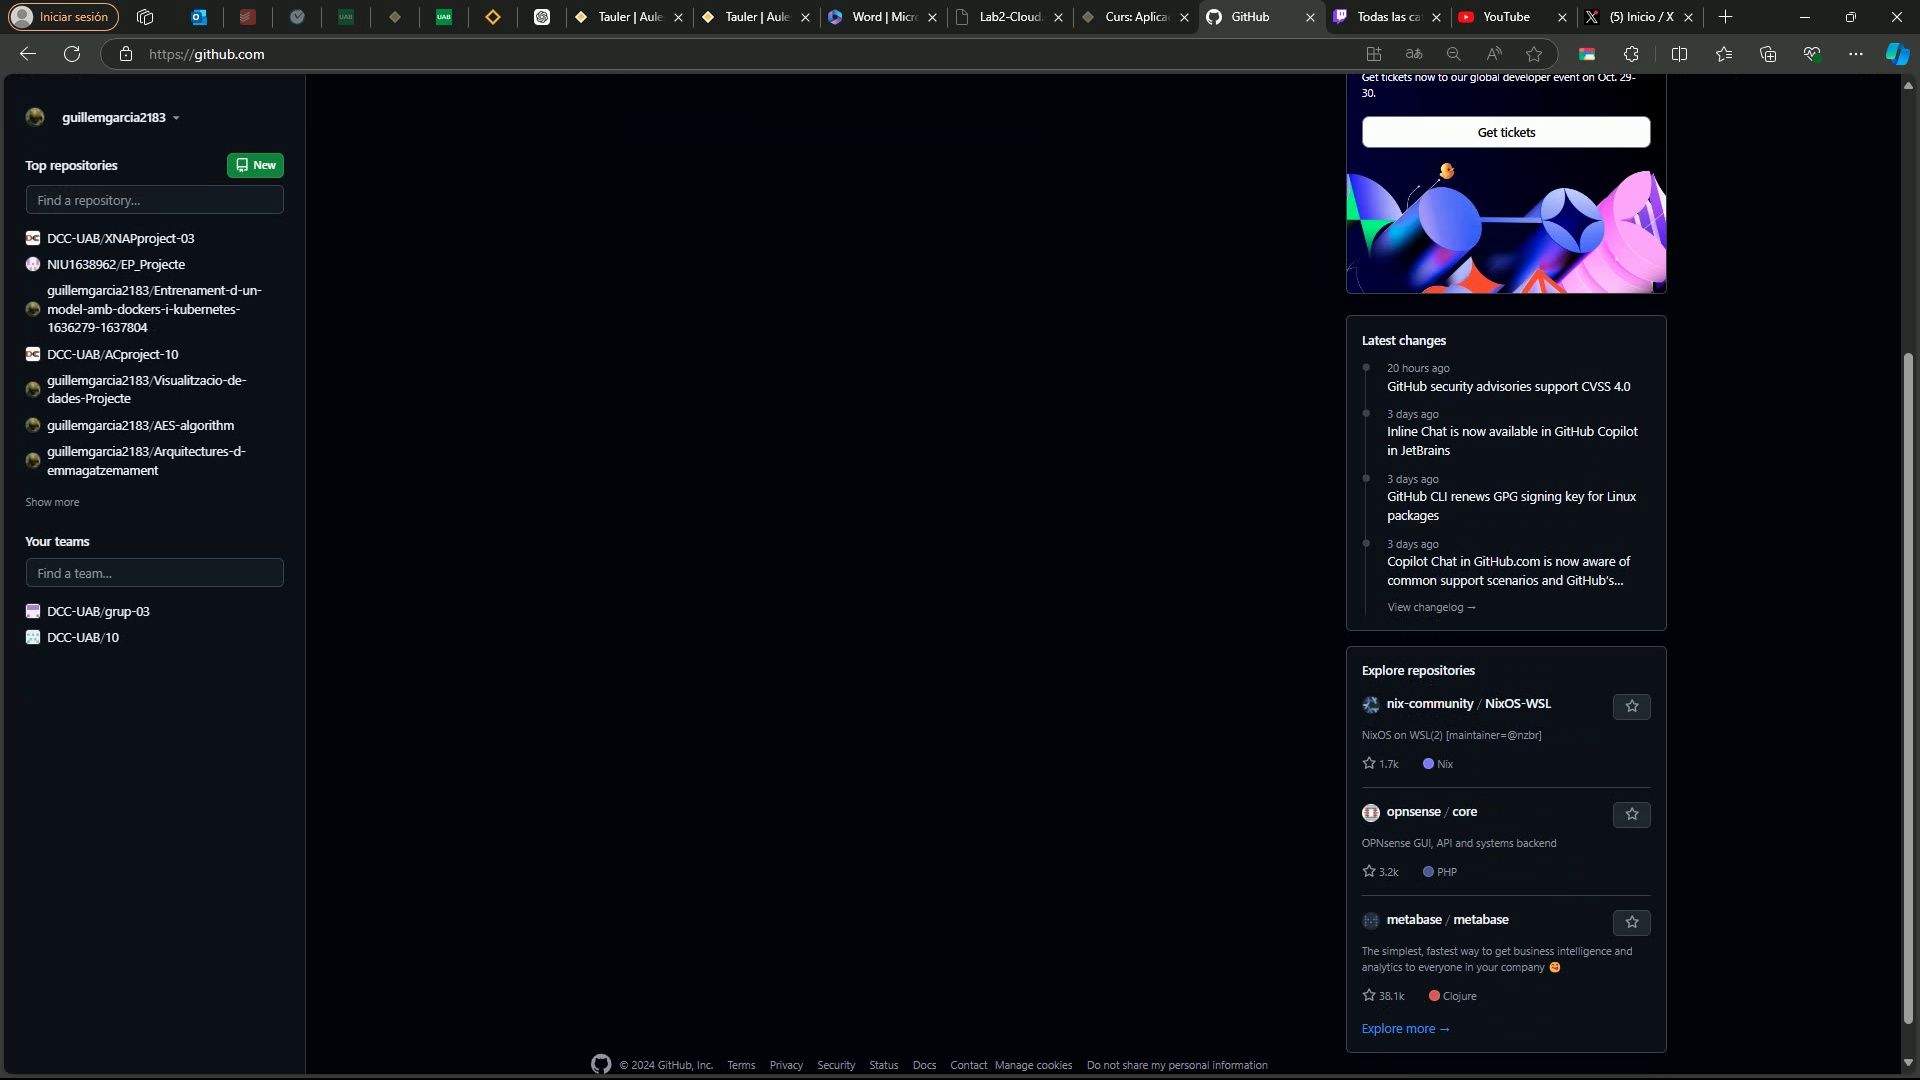 Iniciar sesión
UAB
UAB
Tauler | Aule
Tauler | Aule
Word | Micr
Lab2-Cloud.
Curs: Aplica
GitHub
Todas las ca
YouTube
(5) Inicio / X
https://github.com
guillemgarcia2183
Top repositories
New
Find a repository...
DCC-UAB/XNAPproject-03
NIU1638962/EP_Projecte
guillemgarcia2183/Entrenament-d-un-
model-amb-dockers-i-kubernetes-
1636279-1637804
DCC-UAB/ACproject-10
guillemgarcia2183/Visualitzacio-de-
dades-Projecte
guillemgarcia2183/AES-algorithm
guillemgarcia2183/Arquitectures-d-
emmagatzemament
Show more
Your teams
Find a team...
DCC-UAB/grup-03
DCC-UAB/10
Get tickets now to our global developer event on Oct. 29-
30.
Get tickets
Latest changes
20 hours ago
GitHub security advisories support CVSS 4.0
3 days ago
Inline Chat is now available in GitHub Copilot
in JetBrains
3 days ago
GitHub CLI renews GPG signing key for Linux
packages
3 days ago
Copilot Chat in GitHub.com is now aware of
common support scenarios and GitHub's...
View changelog →
Explore repositories
nix-community / NixOS-WSL
NixOS on WSL(2) [maintainer=@nzbr]
1.7k Nix
opnsense / core
OPNsense GUI, API and systems backend
3.2k PHP
metabase / metabase
The simplest, fastest way to get business intelligence and
analytics to everyone in your company 😋
38.1k Clojure
Explore more →
© 2024 GitHub, Inc. Terms Privacy Security Status Docs Contact Manage cookies Do not share my personal information